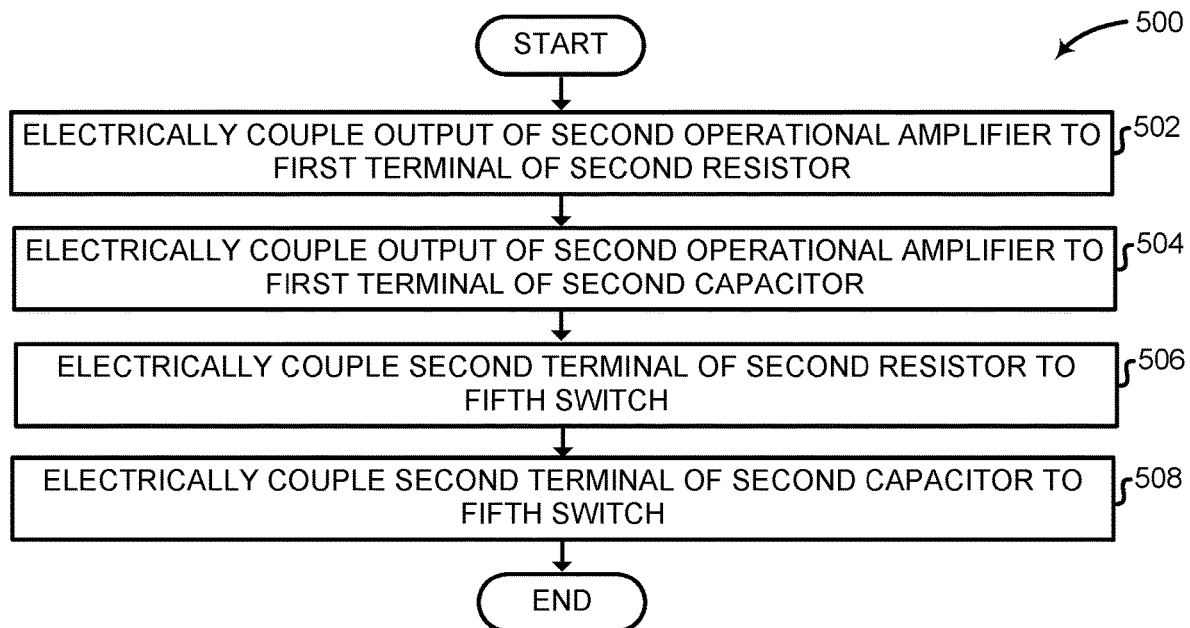 START
500
ELECTRICALLY COUPLE OUTPUT OF SECOND OPERATIONAL AMPLIFIER TO
FIRST TERMINAL OF SECOND RESISTOR
502
ELECTRICALLY COUPLE OUTPUT OF SECOND OPERATIONAL AMPLIFIER TO
FIRST TERMINAL OF SECOND CAPACITOR
504
ELECTRICALLY COUPLE SECOND TERMINAL OF SECOND RESISTOR TO
FIFTH SWITCH
506
ELECTRICALLY COUPLE SECOND TERMINAL OF SECOND CAPACITOR TO
FIFTH SWITCH
508
END